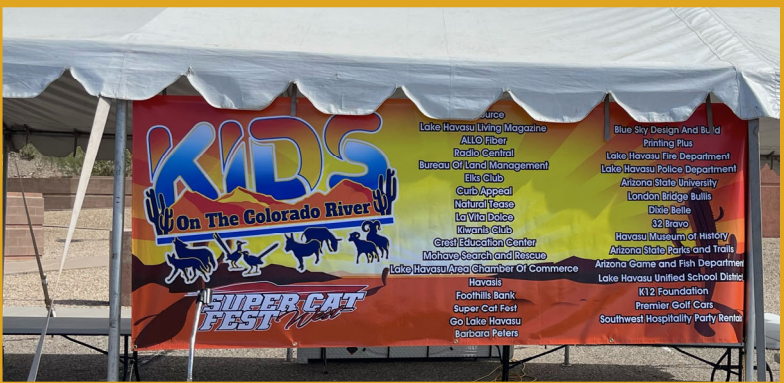 KIDS
On The Colorado River
SUPER CAT
FEST West
Lake Havasu Living Magazine
ALLO Fiber
Radio Central
Bureau Of Land Management
Elks Club
Curb Appeal
Natural Tease
La Vita Dolce
Kiwanis Club
Crest Education Center
Mohave Search and Rescue
Lake Havasu Area Chamber Of Commerce
Havasis
Foothills Bank
Super Cat Fest
Go Lake Havasu
Barbara Peters
Blue Sky Design And Build
Printing Plus
Lake Havasu Fire Department
Lake Havasu Police Department
Arizona State University
London Bridge Bullis
Dixie Belle
32 Bravo
Havasu Museum of History
Arizona State Parks and Trails
Arizona Game and Fish Department
Lake Havasu Unified School District
K12 Foundation
Premier Golf Cars
Southwest Hospitality Party Rentals